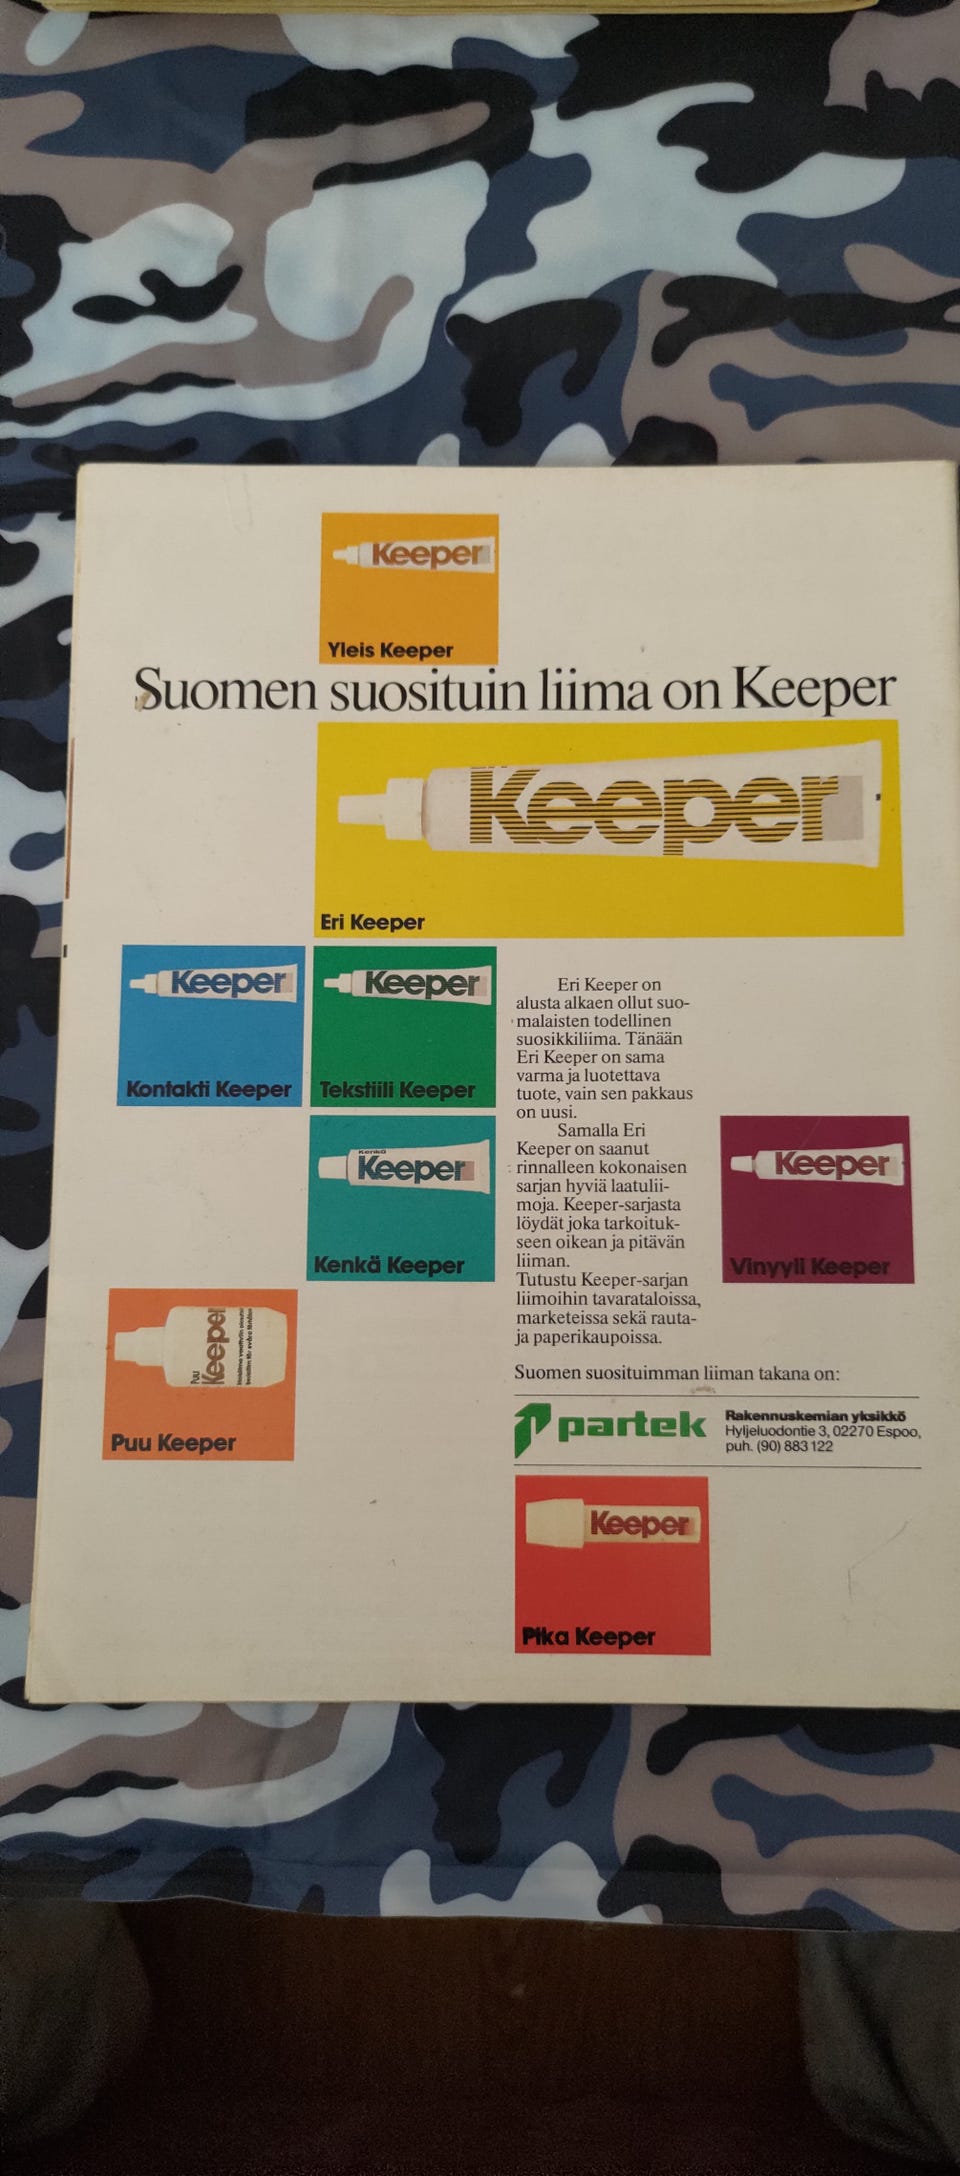 Keeper
Yleis Keeper
Suomen suosituin liima on Keeper
Keeper
Eri Keeper
Keeper
Kontakti Keeper
Keeper
Tekstiili Keeper
Eri Keeper on
alusta alkaen ollut suo-
malaisten todellinen
suosikkiliima. Tänään
Eri Keeper on sama
varma ja luotettava
tuote, vain sen pakkaus
on uusi.
Samalla Eri
Keeper on saanut
rinnalleen kokonaisen
sarjan hyviä laatulii-
moja. Keeper-sarjasta
löydät joka tarkoituk-
seen oikean ja pitävän
liiman.
Tutustu Keeper-sarjan
liimoihin tavarataloissa,
marketeissa sekä rauta-
ja paperikaupoissa.
Kenkä
Keeper
Kenkä Keeper
Keeper
Vinyyli Keeper
Puu
Keeper
Puu Keeper
Suomen suosituimman liiman takana on:
partek
Rakennuskemian yksikkö
Hyljeluodontie 3, 02270 Espoo,
puh. (90) 883 122
Keeper
Pika Keeper